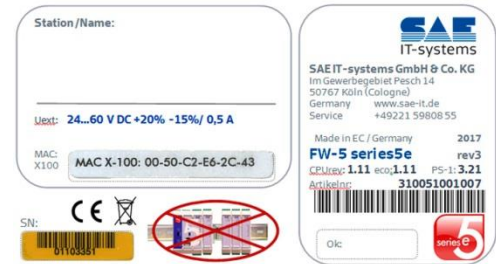 Station/Name:
Uext: 24...60 V DC +20% -15%/ 0,5 A
MAC:
X100
MAC X-100: 00-50-C2-E6-2C-43
SN:
CE
01103351
SAE
IT-systems
SAE IT-systems GmbH & Co. KG
Im Gewerbegebiet Pesch 14
50767 Köln (Cologne)
Germany www.sae-it.de
Service +49221 59808 55
Made in EC / Germany 2017
FW-5 series5e rev3
CPUrev: 1.11 eco:1.11 PS-1: 3.21
Artikelnr: 310051001007
Ok:
series e
5